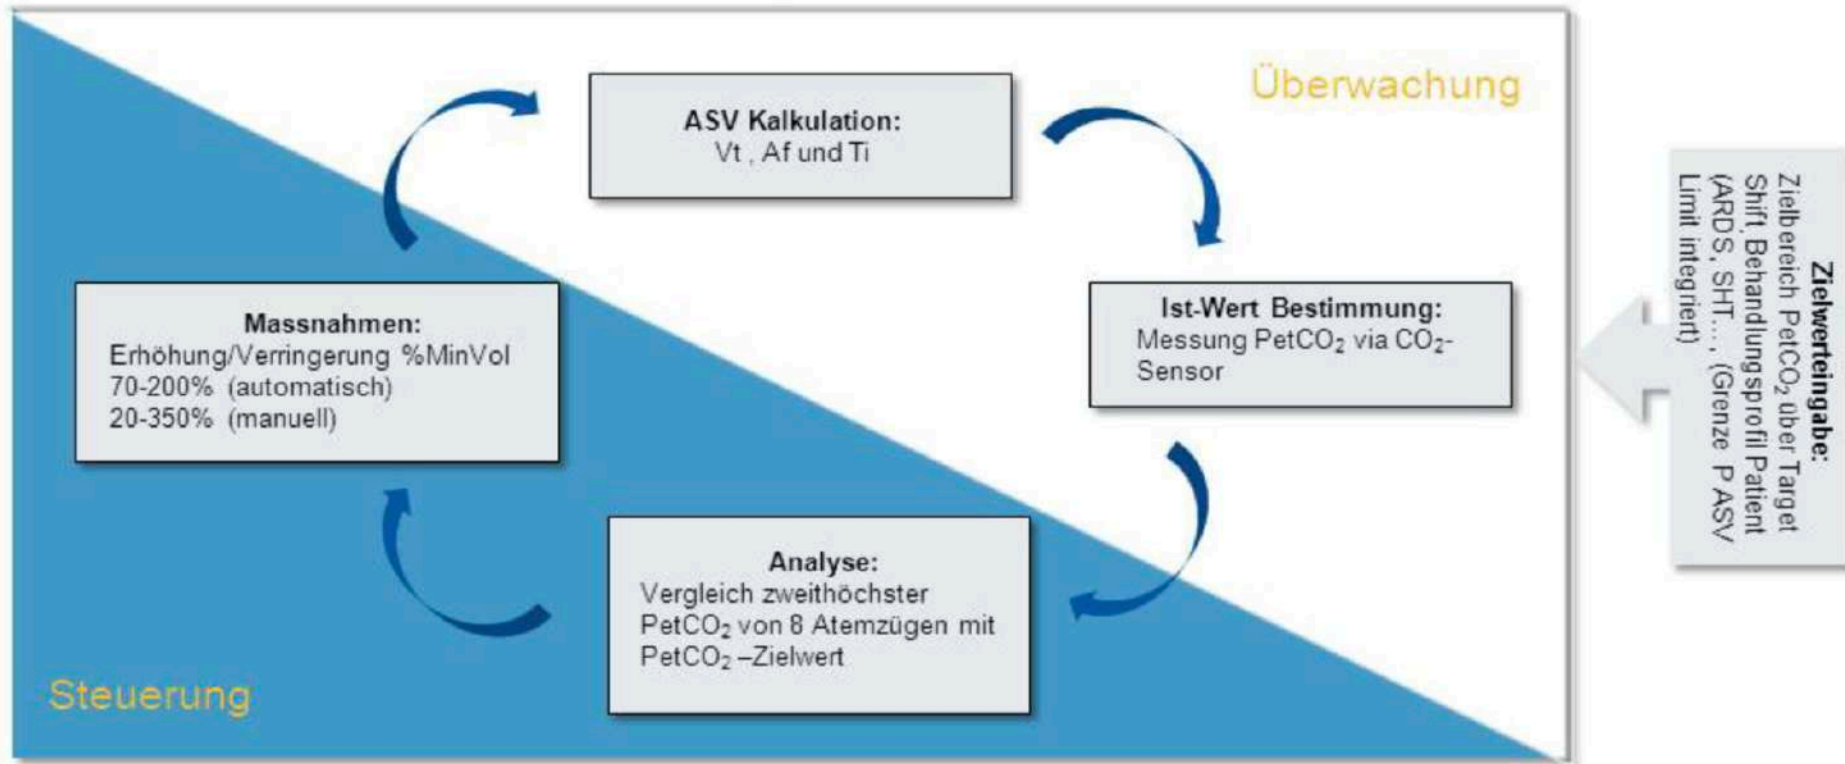 Überwachung
ASV Kalkulation:
Vt , Af und Ti
Ist-Wert Bestimmung:
Messung PetCO₂ via CO₂-
Sensor
Analyse:
Vergleich zweithöchster
PetCO₂ von 8 Atemzügen mit
PetCO₂ –Zielwert
Massnahmen:
Erhöhung/Verringerung %MinVol
70-200% (automatisch)
20-350% (manuell)
Steuerung
Zielwerteingabe:
Zielbereich PetCO₂ über Target
Shift, Behandlungsprofil Patient
(ARDS, SHT... , (Grenze P ASV
Limit integriert)